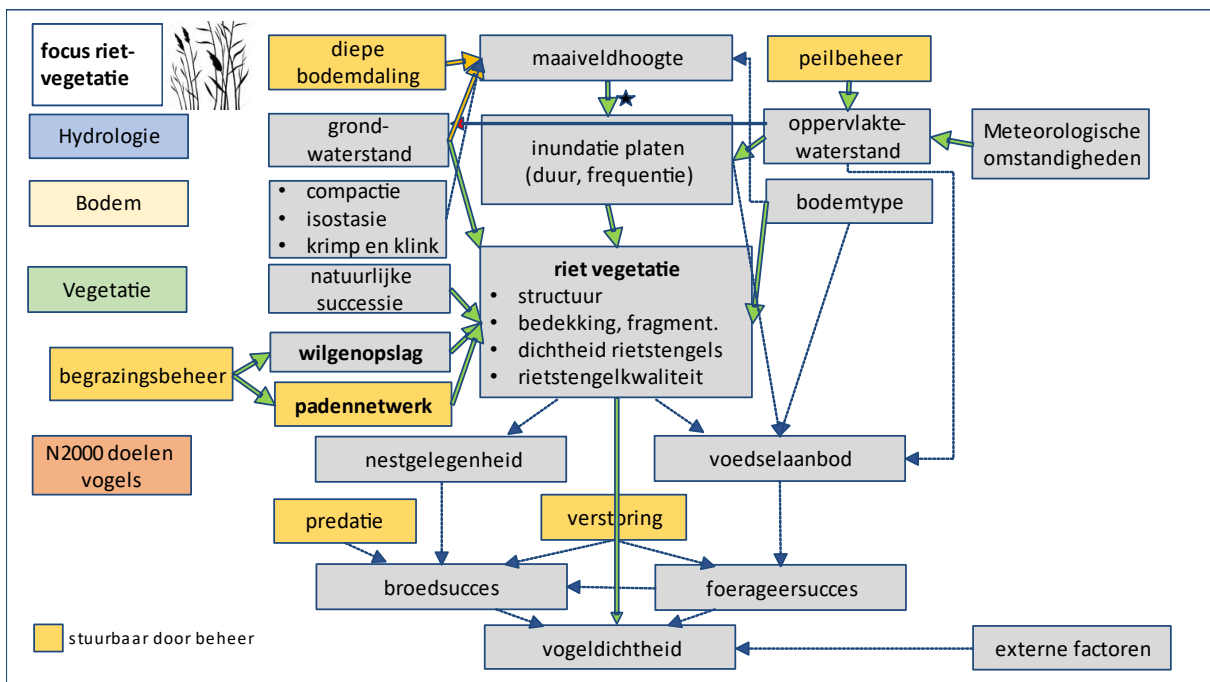 focus riet-
vegetatie
Hydrologie
Bodem
Vegetatie
begrazingsbeheer
N2000 doelen
vogels
stuurbaar door beheer
diepe
bodemdaling
maaiveldhoogte
peilbeheer
grond-
waterstand
inundatie platen
(duur, frequentie)
oppervlakte-
waterstand
Meteorologische
omstandigheden
• compactie
• isostasie
• krimp en klink
bodemtype
natuurlijke
successie
riet vegetatie
• structuur
• bedekking, fragment.
• dichtheid rietstengels
• rietstengelkwaliteit
wilgenopslag
padennetwerk
nestgelegenheid
voedselaanbod
predatie
verstoring
broedsucces
foerageersucces
vogeldichtheid
externe factoren